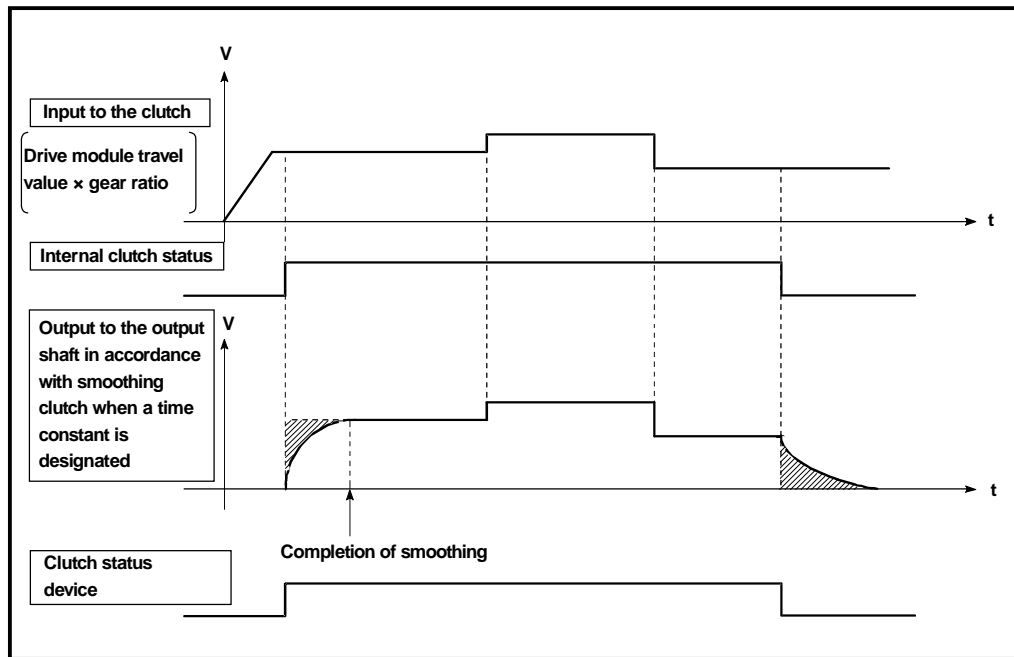 V
Input to the clutch
Drive module travel
value × gear ratio
t
Internal clutch status
V
Output to the output
shaft in accordance
with smoothing
clutch when a time
constant is
designated
t
Completion of smoothing
Clutch status
device